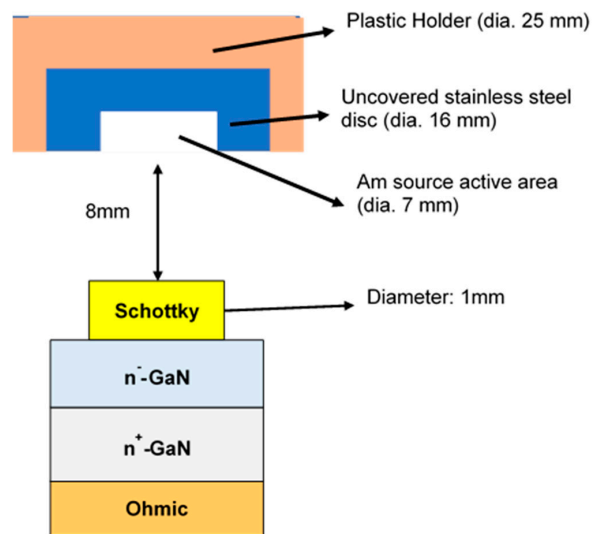 Plastic Holder (dia. 25 mm)
Uncovered stainless steel
disc (dia. 16 mm)
Am source active area
(dia. 7 mm)
8mm
Diameter: 1mm
Schottky
n⁻-GaN
n⁺-GaN
Ohmic